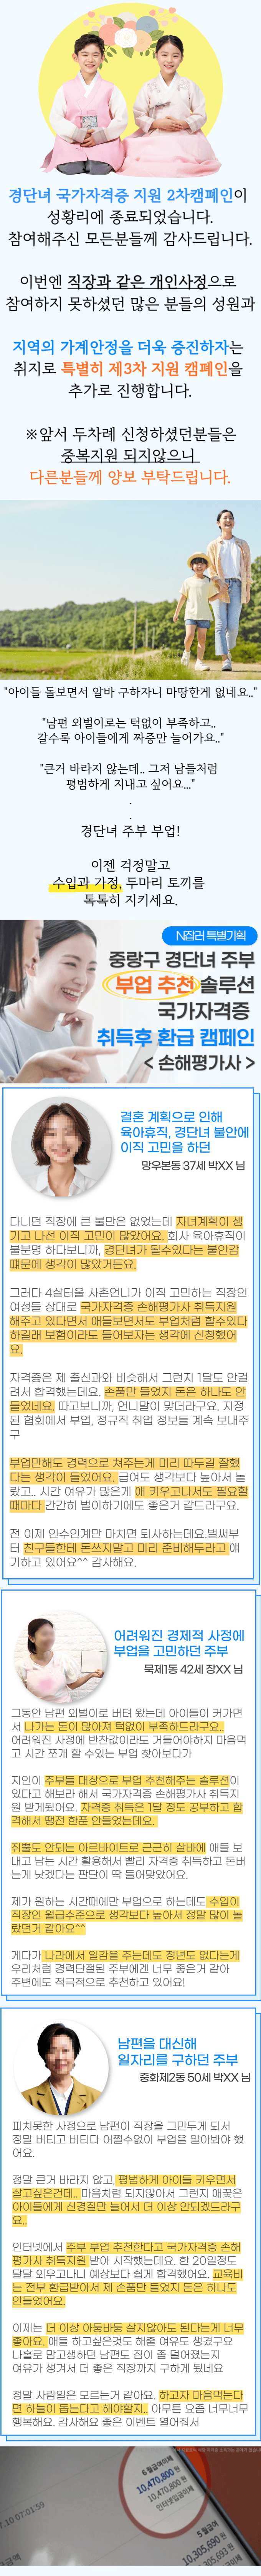 경단녀 국가자격증 지원 2차캠페인이
성황리에 종료되었습니다.
참여해주신 모든분들께 감사드립니다.
이번엔 직장과 같은 개인사정으로
참여하지 못하셨던 많은 분들의 성원과
지역의 가계안정을 더욱 증진하자는
취지로 특별히 제3차 지원 캠페인을
추가로 진행합니다.
※앞서 두차례 신청하셨던분들은
중복지원 되지않으니
다른분들께 양보 부탁드립니다.
"아이들 돌보면서 알바 구하자니 마땅한게 없네요.."
"남편 외벌이로는 턱없이 부족하고..
갈수록 아이들에게 짜증만 늘어가요.."
"큰거 바라지 않는데.. 그저 남들처럼
평범하게 지내고 싶어요..."
.
.
경단녀 주부 부업!
이젠 걱정말고
수입과 가정, 두마리 토끼를
톡톡히 지키세요.
N잡러 특별기획
중랑구 경단녀 주부
부업 추천 솔루션
국가자격증
취득후 환급 캠페인
< 손해평가사 >
결혼 계획으로 인해
육아휴직, 경단녀 불안에
이직 고민을 하던
망우본동 37세 박XX 님
다니던 직장에 큰 불만은 없었는데 자녀계획이 생
기고 나선 이직 고민이 많았어요. 회사 육아휴직이
불분명 하다보니까, 경단녀가 될수있다는 불안감
때문에 생각이 많았거든요.
그러다 4살터울 사촌언니가 이직 고민하는 직장인
여성들 상대로 국가자격증 손해평가사 취득지원
해주고 있다면서 애들보면서도 부업처럼 할수있다
하길래 보험이라도 들어보자는 생각에 신청했어
요.
자격증은 제 출신과와 비슷해서 그런지 1달도 안걸
려서 합격했는데요. 손품만 들었지 돈은 하나도 안
들었네요. 따고보니까, 언니말이 맞더라구요. 지정
된 협회에서 부업, 정규직 취업 정보들 계속 보내주
구
부업만해도 경력으로 쳐주는게 미리 따두길 잘했
다는 생각이 들었어요. 급여도 생각보다 높아서 놀
랐고.. 시간 여유가 많은게 애 키우고나서도 필요할
때마다 간간히 벌이하기에도 좋은거 같드라구요.
전 이제 인수인계만 마치면 퇴사하는데요.벌써부
터 친구들한테 돈쓰지말고 미리 준비해두라고 얘
기하고 있어요^^ 감사해요.
어려워진 경제적 사정에
부업을 고민하던 주부
묵제1동 42세 장XX 님
그동안 남편 외벌이로 버텨 왔는데 아이들이 커가면
서 나가는 돈이 많아져 턱없이 부족하드라구요..
어려워진 사정에 반찬값이라도 거들어야하지 마음먹
고 시간 쪼개 할 수있는 부업 찾아보다가
지인이 주부들 대상으로 부업 추천해주는 솔루션이
있다고 해보라 해서 국가자격증 손해평가사 취득지
원 받게됬어요. 자격증 취득은 1달 정도 공부하고 합
격해서 땡전 한푼 안들었는데요.
쥐뿔도 안되는 아르바이트로 근근히 살바에 애들 보
내고 남는 시간 활용해서 빨리 자격증 취득하고 돈버
는게 낫겠다는 판단이 딱 들어맞았어요.
제가 원하는 시간때에만 부업으로 하는데도 수입이
직장인 월급수준으로 생각보다 높아서 정말 많이 놀
랐던거 같아요^^
게다가 나라에서 일감을 주는데도 정년도 없다는게
우리처럼 경력단절된 주부에겐 너무 좋은거 같아
주변에도 적극적으로 추천하고 있어요!
남편을 대신해
일자리를 구하던 주부
중화제2동 50세 박XX 님
피치못한 사정으로 남편이 직장을 그만두게 되서
정말 버티고 버티다 어쩔수없이 부업을 알아봐야 했
어요.
정말 큰거 바라지 않고, 평범하게 아이들 키우면서
살고싶은건데.. 마음처럼 되지않아서 그런지 애꿎은
아이들에게 신경질만 늘어서 더 이상 안되겠드라구
요..
인터넷에서 주부 부업 추천한다고 국가자격증 손해
평가사 취득지원 받아 시작했는데요. 한 20일정도
달달 외우고나니 예상보다 쉽게 합격했어요. 교육비
는 전부 환급받아서 제 손품만 들었지 돈은 하나도
안들었어요.
이제는 더 이상 아둥바둥 살지않아도 된다는게 너무
좋아요. 애들 하고싶은것도 해줄 여유도 생겼구요
나홀로 맘고생하던 남편도 짐이 좀 덜어졌는지
여유가 생겨서 더 좋은 직장까지 구하게 됬네요
정말 사람일은 모르는거 같아요. 하고자 마음먹는다
면 하늘이 돕는다고 해야할지.. 아무튼 요즘 너무너무
행복해요. 감사해요 좋은 이벤트 열어줘서
6 월급여
10,470,800 원
10,470,800 원
인터넷급여이체
.10 07:01:59
5 월급여
10,305,690 원
10,305,690
급여이체